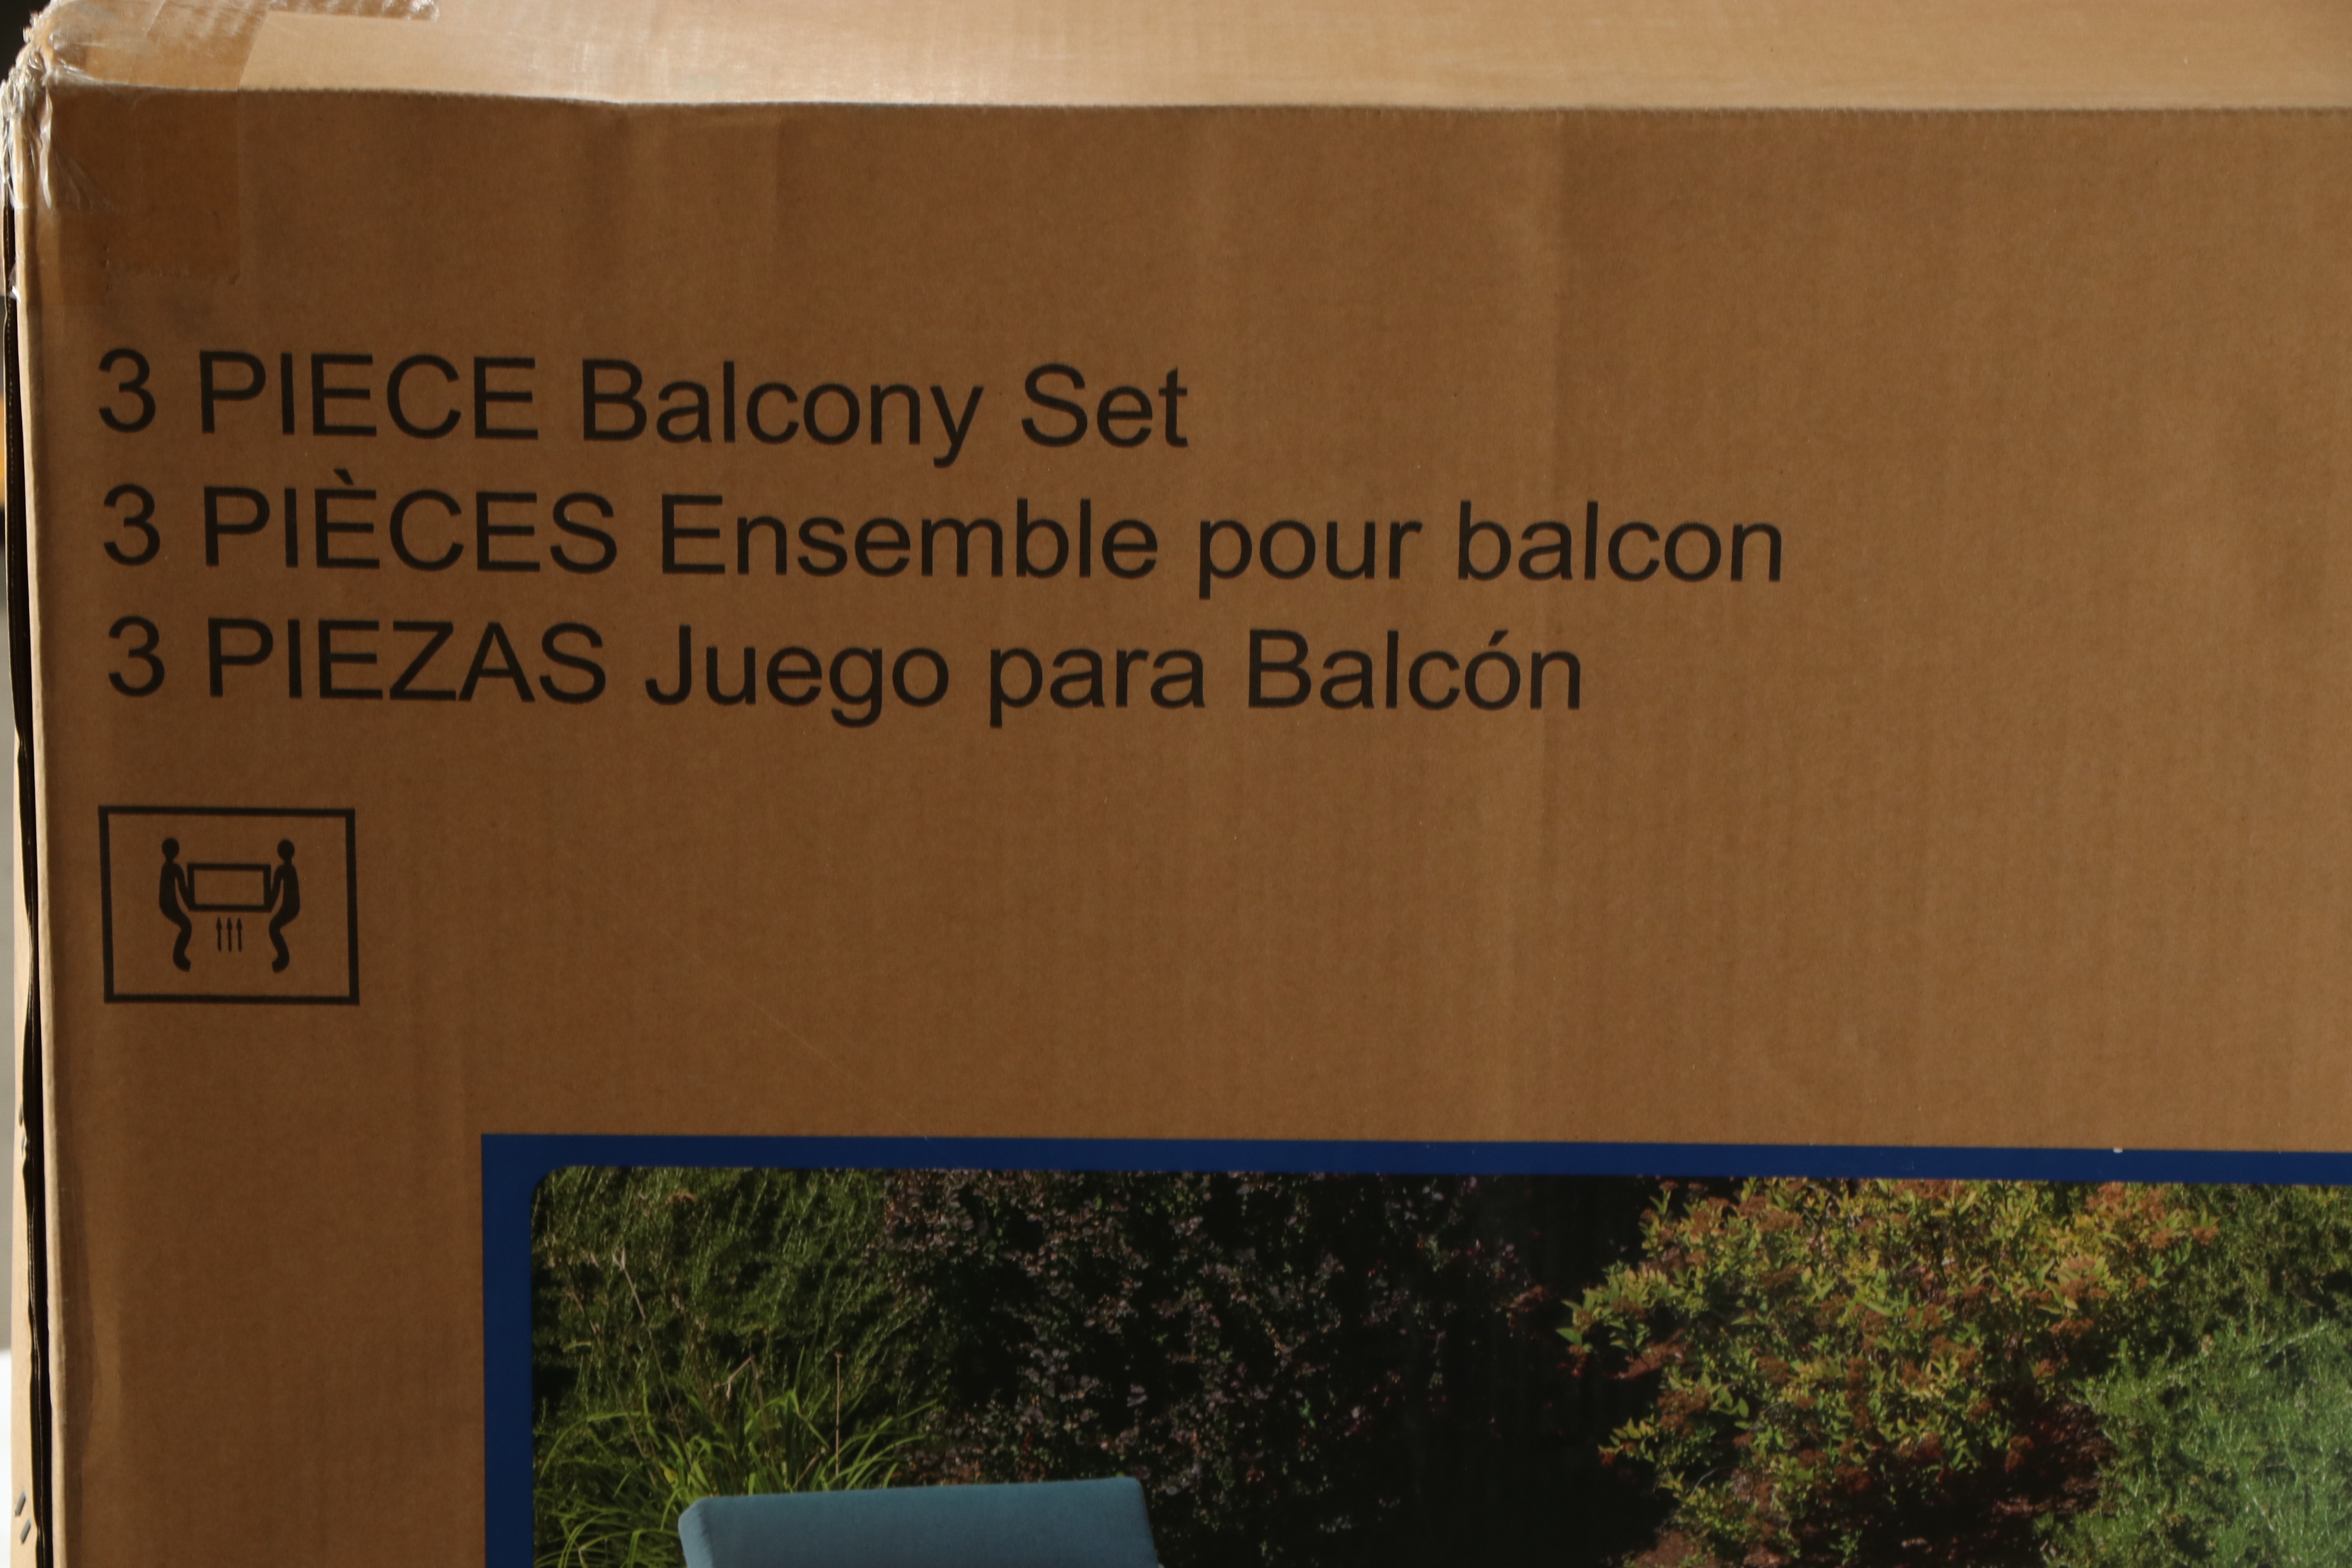 3 PIECE Balcony Set
3 PIÈCES Ensemble pour balcon
3 PIEZAS Juego para Balcón